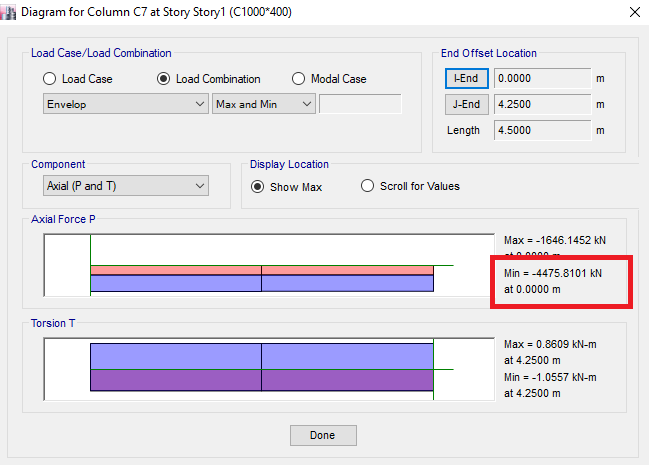 Diagram for Column C7 at Story Story1 (C1000*400)
Load Case/Load Combination
Load Case Load Combination Modal Case
Envelop Max and Min
End Offset Location
I-End 0.0000 m
J-End 4.2500 m
Length 4.5000 m
Component
Axial (P and T)
Display Location
Show Max Scroll for Values
Axial Force P
Max = -1646.1452 kN
at 0.0000 m
Min = -4475.8101 kN
at 0.0000 m
Torsion T
Max = 0.8609 kN-m
at 4.2500 m
Min = -1.0557 kN-m
at 4.2500 m
Done